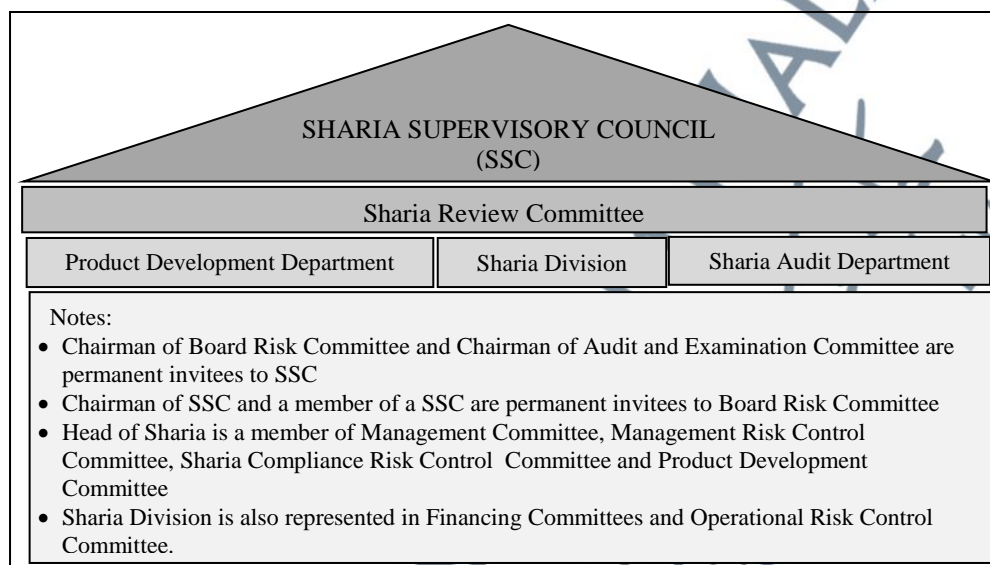 SHARIA SUPERVISORY COUNCIL
(SSC)
Sharia Review Committee
Product Development Department
Sharia Division
Sharia Audit Department
Notes:
• Chairman of Board Risk Committee and Chairman of Audit and Examination Committee are
permanent invitees to SSC
• Chairman of SSC and a member of a SSC are permanent invitees to Board Risk Committee
• Head of Sharia is a member of Management Committee, Management Risk Control
Committee, Sharia Compliance Risk Control Committee and Product Development
Committee
• Sharia Division is also represented in Financing Committees and Operational Risk Control
Committee.